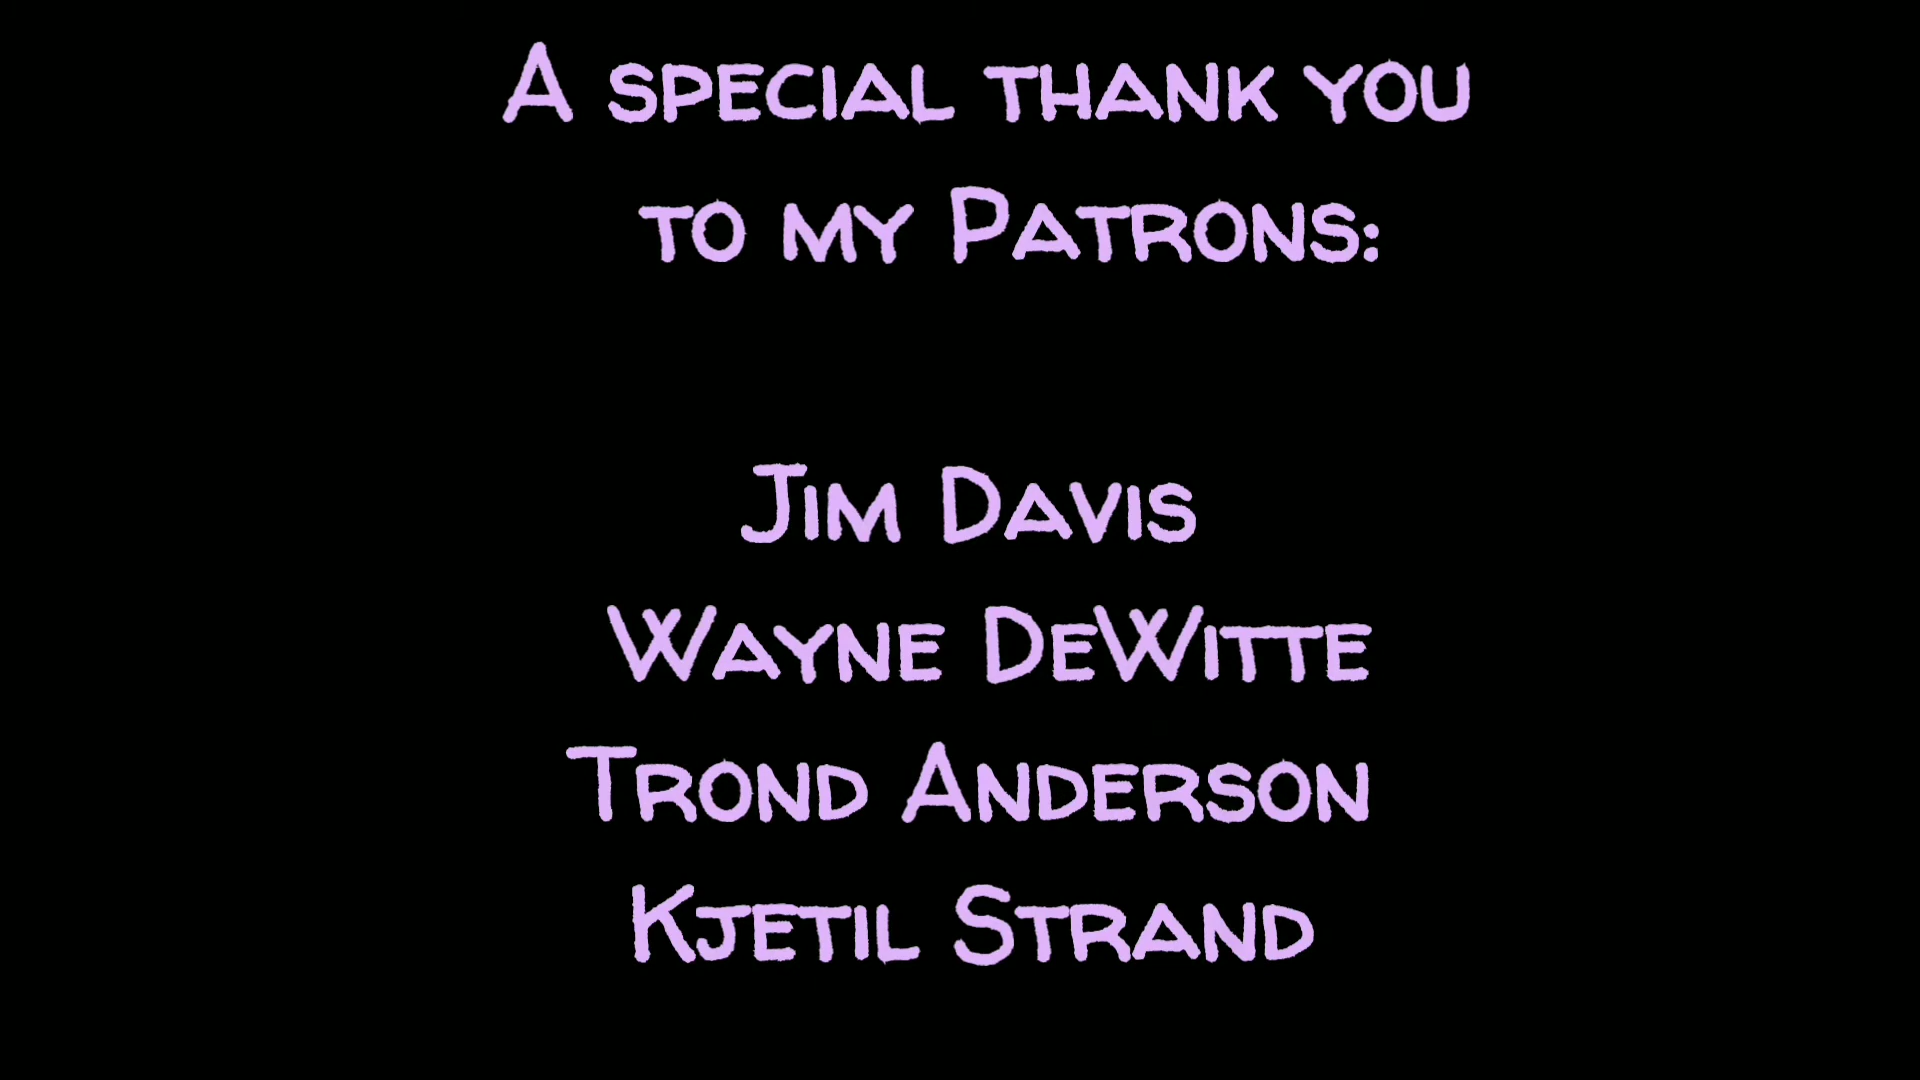 A special thank you
to my Patrons:
Jim Davis
Wayne DeWitte
Trond Anderson
Kjetil Strand